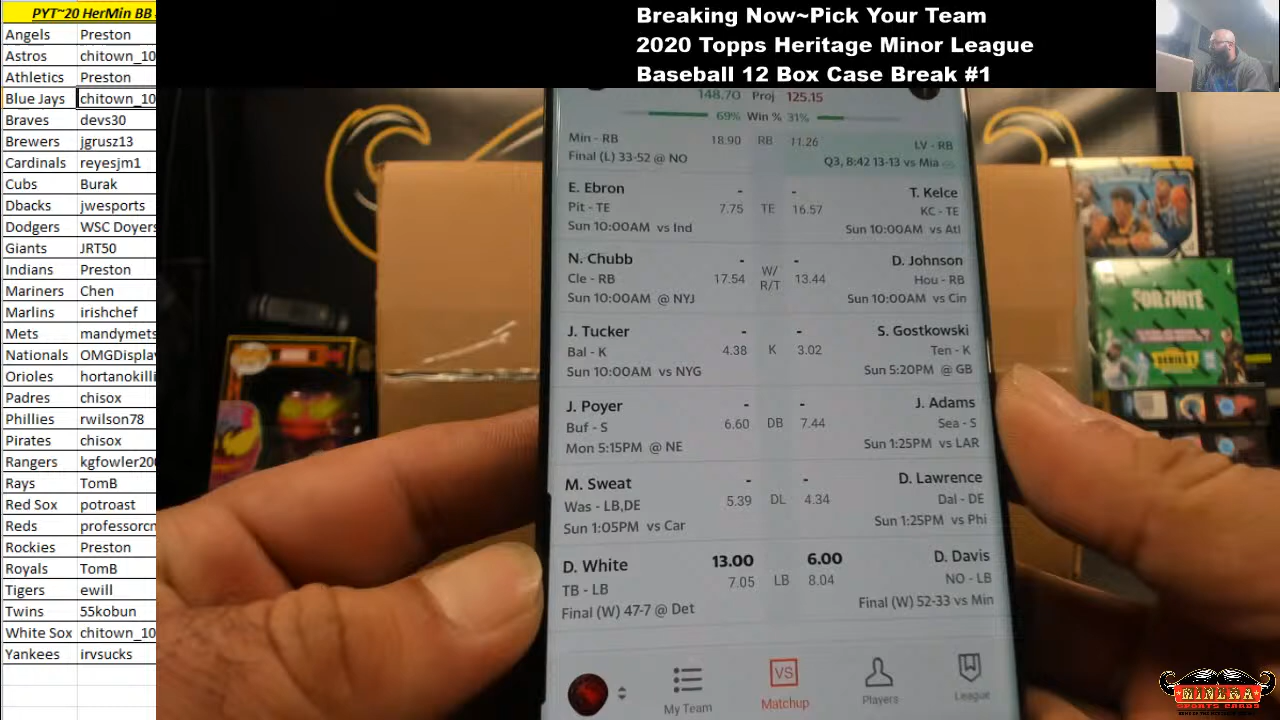 PYT~20 HerMin BB
Angels Preston
Astros chitown_10
Athletics Preston
Blue Jays chitown_10
Braves devs30
Brewers jgrusz13
Cardinals reyesjm1
Cubs Burak
Dbacks jwesports
Dodgers WSC Doyers
Giants JRT50
Indians Preston
Mariners Chen
Marlins irishchef
Mets mandymets
Nationals OMGDisplay
Orioles hortanokilli
Padres chisox
Phillies rwilson78
Pirates chisox
Rangers kgfowler200
Rays TomB
Red Sox potroast
Reds professorcn
Rockies Preston
Royals TomB
Tigers ewill
Twins 55kobun
White Sox chitown_10
Yankees irvsucks
Breaking Now~Pick Your Team
2020 Topps Heritage Minor League
Baseball 12 Box Case Break #1
148.70 Proj 125.15
69% Win % 31%
Min - RB 18.90 RB 11.26 LV - RB
Final (L) 33-52 @ NO Q3, 8:42 13-13 vs Mia
E. Ebron - - T. Kelce
Pit - TE 7.75 TE 16.57 KC - TE
Sun 10:00AM vs Ind Sun 10:00AM vs Atl
N. Chubb - - D. Johnson
Cle - RB 17.54 W/R/T 13.44 Hou - RB
Sun 10:00AM @ NYJ Sun 10:00AM vs Cin
J. Tucker - - S. Gostkowski
Bal - K 4.38 K 3.02 Ten - K
Sun 10:00AM vs NYG Sun 5:20PM @ GB
J. Poyer - - J. Adams
Buf - S 6.60 DB 7.44 Sea - S
Mon 5:15PM @ NE Sun 1:25PM vs LAR
M. Sweat - - D. Lawrence
Was - LB,DE 5.39 DL 4.34 Dal - DE
Sun 1:05PM vs Car Sun 1:25PM vs Phi
D. White 13.00 6.00 D. Davis
TB - LB 7.05 LB 8.04 NO - LB
Final (W) 47-7 @ Det Final (W) 52-33 vs Min
My Team VS Matchup Players League
FORTNITE
SERIES 1
MINTRA
SPORTS CARDS